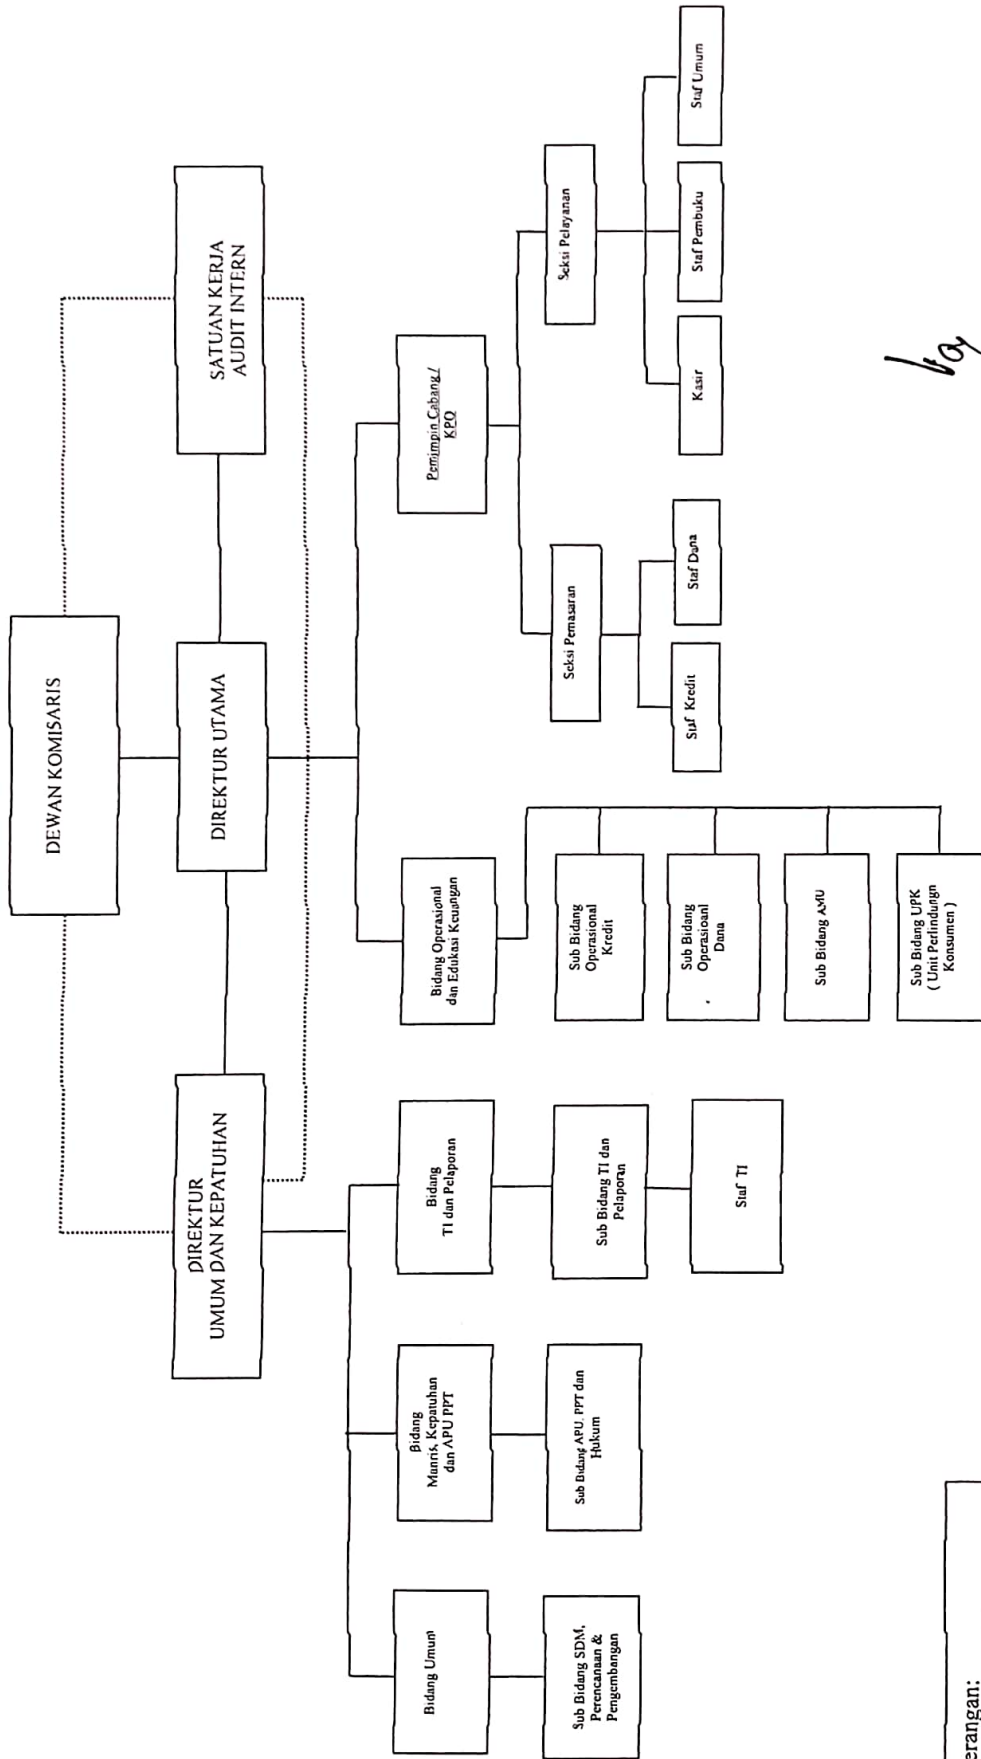 DEWAN KOMISARIS
DIREKTUR
UMUM DAN KEPATUHAN
DIREKTUR UTAMA
SATUAN KERJA
AUDIT INTERN
Bidang Umum
Bidang
Manris, Kepatuhan
dan APU PPT
Bidang
TI dan Pelaporan
Bidang Operasional
dan Edukasi Keuangan
Pemimpin Cabang /
KPO
Sub Bidang SDM,
Perencanaan &
Pengembangan
Sub Bidang APU, PPT dan
Hukum
Sub Bidang TI dan
Pelaporan
Staf TI
Sub Bidang
Operasional
Kredit
Sub Bidang
Operasioanl
Dana
Sub Bidang AMU
Sub Bidang UPK
( Unit Perlindungn
Konsumen )
Seksi Pemasaran
Seksi Pelayanan
Staf Kredit
Staf Dana
Kasir
Staf Pembuku
Staf Umum
erangan: